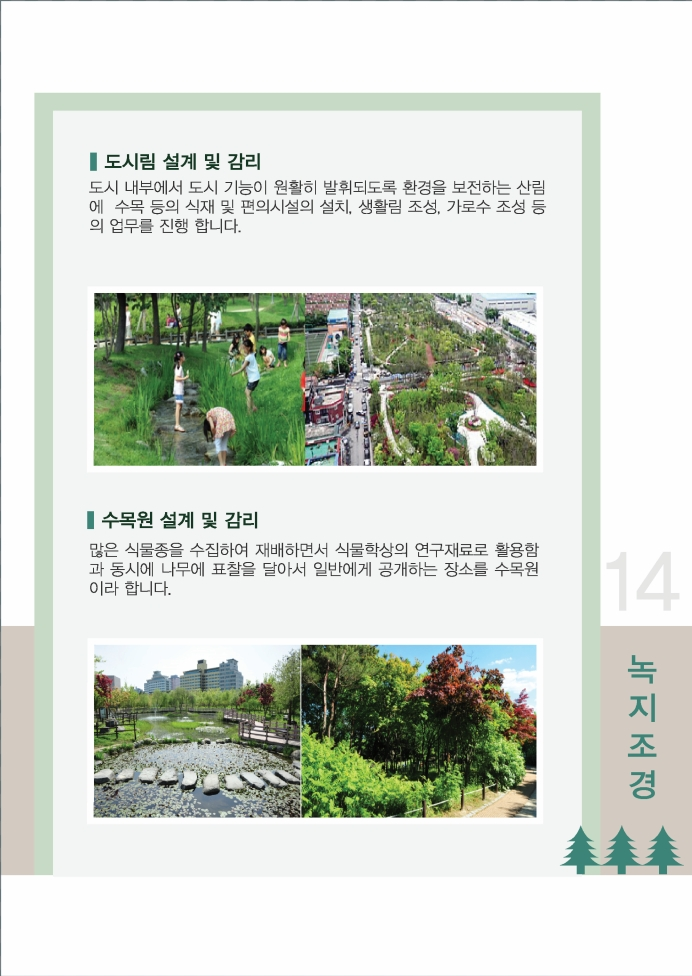 도시림 설계 및 감리
도시 내부에서 도시 기능이 원활히 발휘되도록 환경을 보전하는 산림
에 수목 등의 식재 및 편의시설의 설치, 생활림 조성, 가로수 조성 등
의 업무를 진행 합니다.
수목원 설계 및 감리
많은 식물종을 수집하여 재배하면서 식물학상의 연구재료로 활용함
과 동시에 나무에 표찰을 달아서 일반에게 공개하는 장소를 수목원
이라 합니다.
14
녹지조경